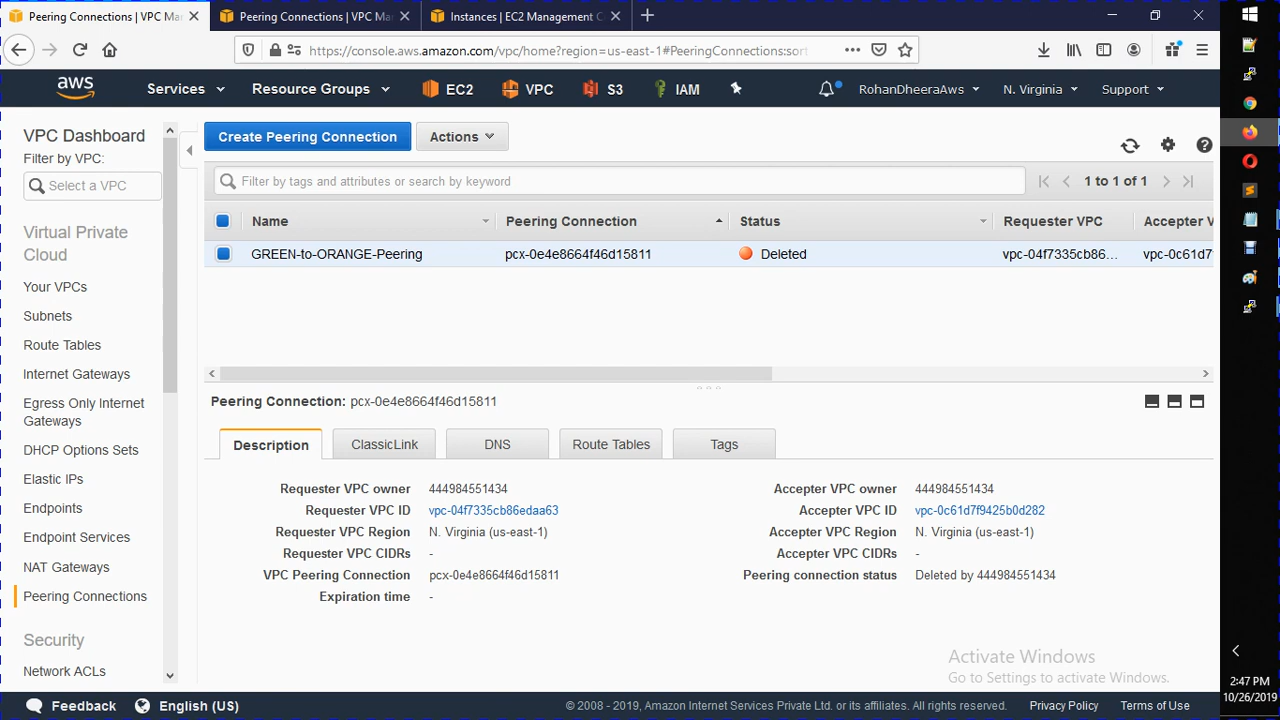 Peering Connections | VPC Ma
Peering Connections | VPC Ma
Instances | EC2 Management C
https://console.aws.amazon.com/vpc/home?region=us-east-1#PeeringConnections:sort
aws
Services
Resource Groups
EC2
VPC
S3
IAM
RohanDheeraAws
N. Virginia
Support
VPC Dashboard
Filter by VPC:
Select a VPC
Virtual Private
Cloud
Your VPCs
Subnets
Route Tables
Internet Gateways
Egress Only Internet
Gateways
DHCP Options Sets
Elastic IPs
Endpoints
Endpoint Services
NAT Gateways
Peering Connections
Security
Network ACLs
Create Peering Connection
Actions
Filter by tags and attributes or search by keyword
1 to 1 of 1
Name Peering Connection Status Requester VPC Accepter V
GREEN-to-ORANGE-Peering pcx-0e4e8664f46d15811 Deleted vpc-04f7335cb86... vpc-0c61d7
Peering Connection: pcx-0e4e8664f46d15811
Description
ClassicLink
DNS
Route Tables
Tags
Requester VPC owner 444984551434
Requester VPC ID vpc-04f7335cb86edaa63
Requester VPC Region N. Virginia (us-east-1)
Requester VPC CIDRs -
VPC Peering Connection pcx-0e4e8664f46d15811
Expiration time -
Accepter VPC owner 444984551434
Accepter VPC ID vpc-0c61d7f9425b0d282
Accepter VPC Region N. Virginia (us-east-1)
Accepter VPC CIDRs -
Peering connection status Deleted by 444984551434
Activate Windows
Go to Settings to activate Windows.
Feedback
English (US)
© 2008 - 2019, Amazon Internet Services Private Ltd. or its affiliates. All rights reserved.
Privacy Policy
Terms of Use
2:47 PM
10/26/2019